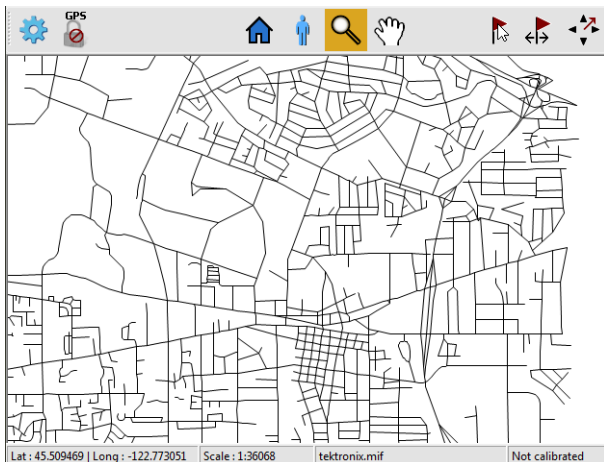 GPS
Lat : 45.509469 | Long : -122.773051 Scale : 1:36068 tektronix.mif Not calibrated